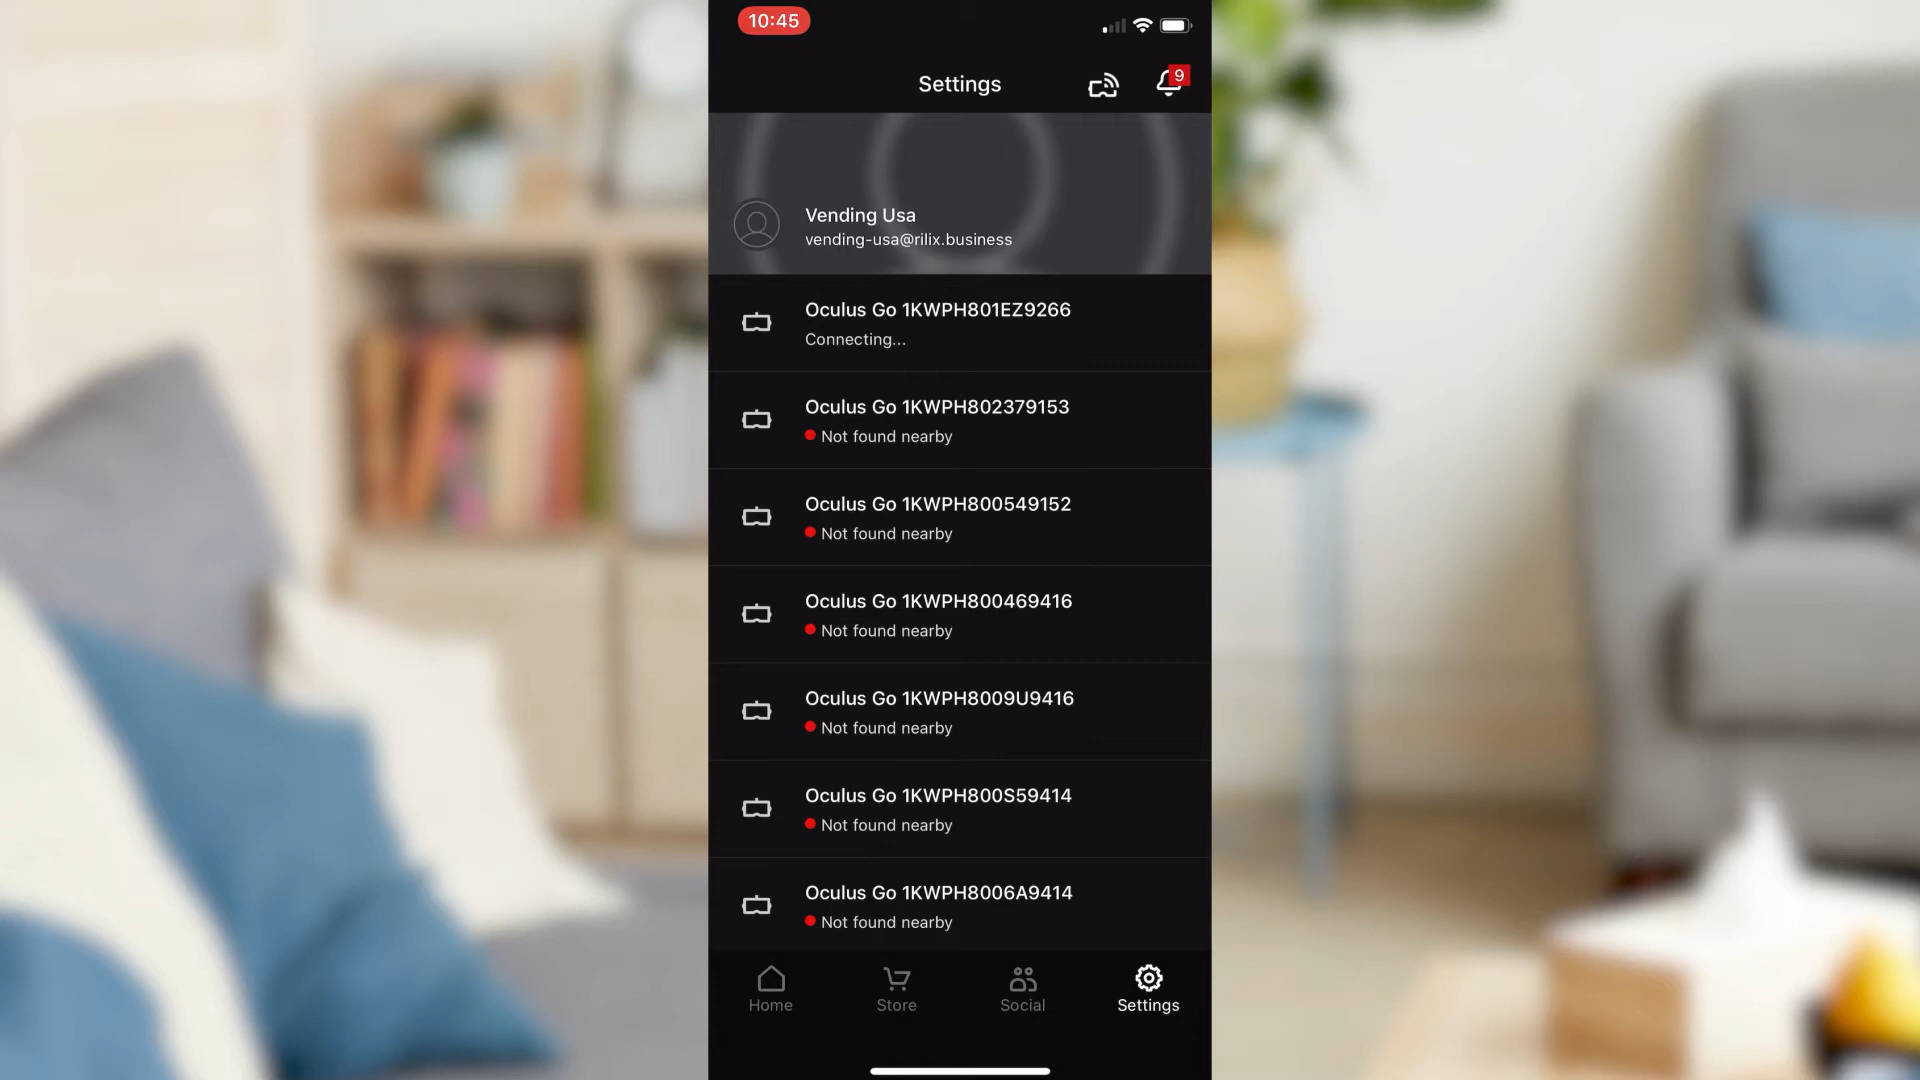 10:45
Settings
9
Vending Usa
vending-usa@rilix.business
Oculus Go 1KWPH801EZ9266
Connecting...
Oculus Go 1KWPH802379153
Not found nearby
Oculus Go 1KWPH800549152
Not found nearby
Oculus Go 1KWPH800469416
Not found nearby
Oculus Go 1KWPH8009U9416
Not found nearby
Oculus Go 1KWPH800S59414
Not found nearby
Oculus Go 1KWPH8006A9414
Not found nearby
Home
Store
Social
Settings